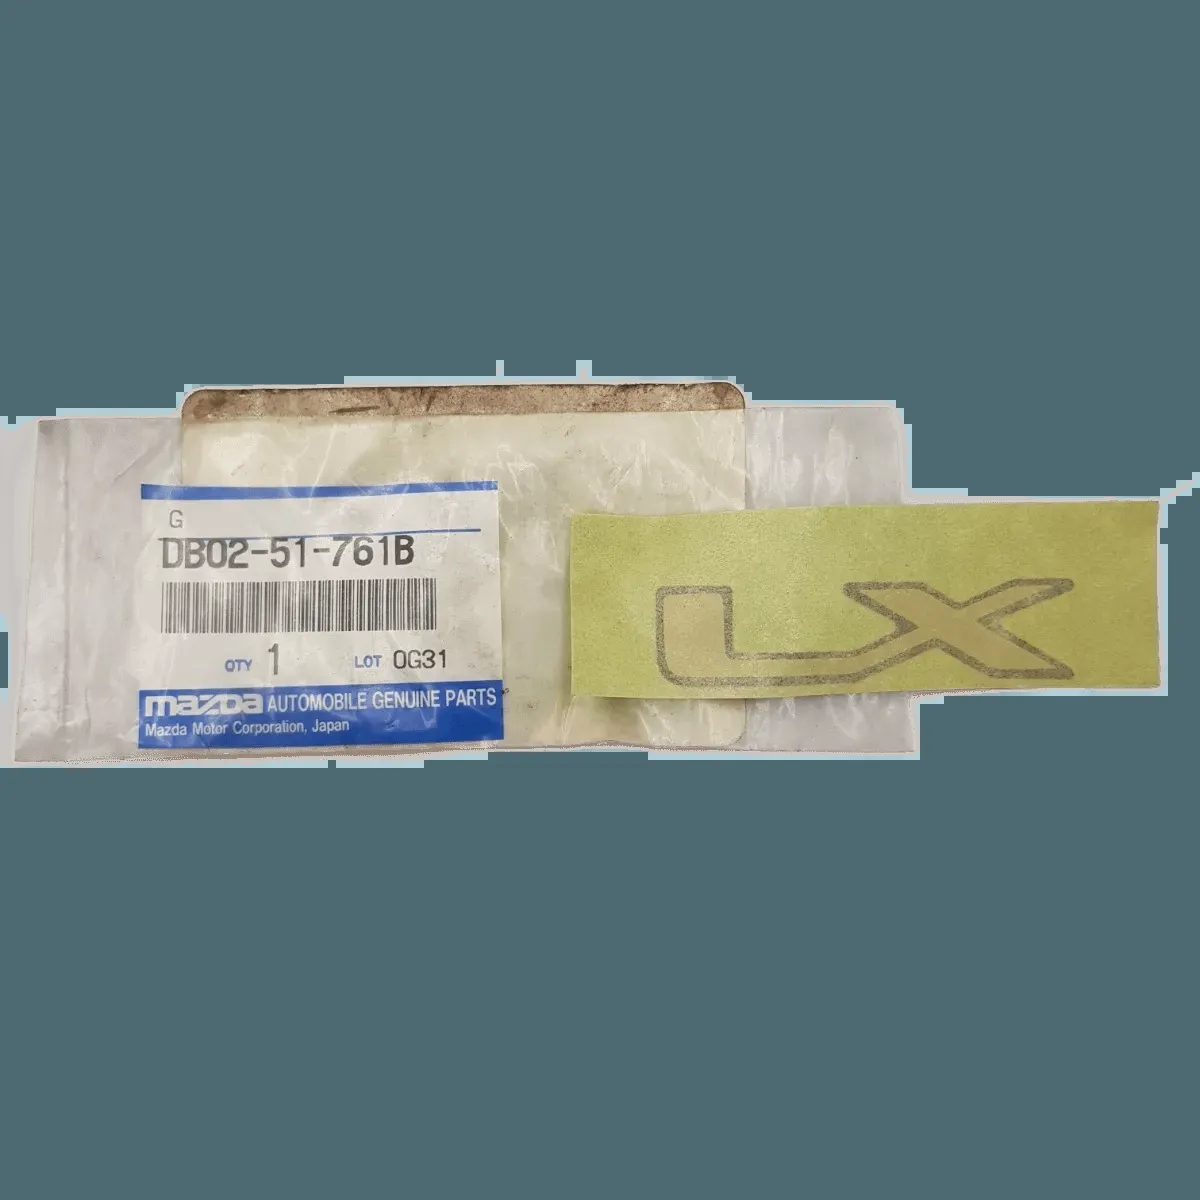 G
DB02-51-761B
QTY 1 LOT 0G31
mazda AUTOMOBILE GENUINE PARTS
Mazda Motor Corporation, Japan
LX